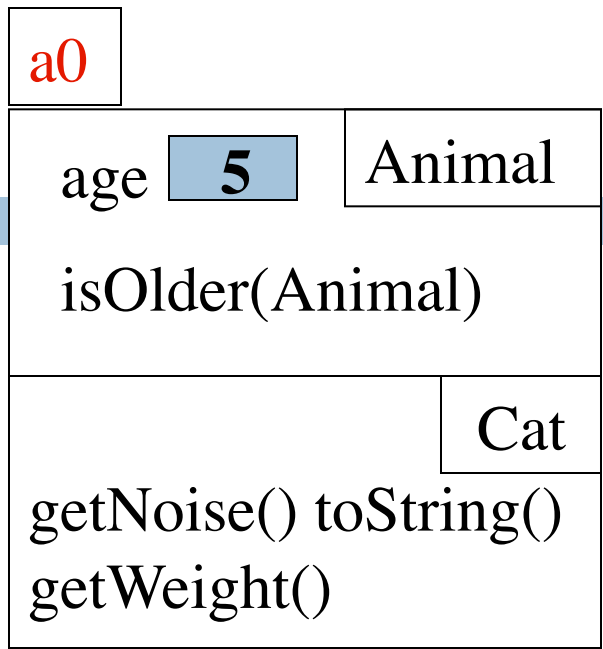 a0
age 5 Animal
isOlder(Animal)
Cat
getNoise() toString()
getWeight()